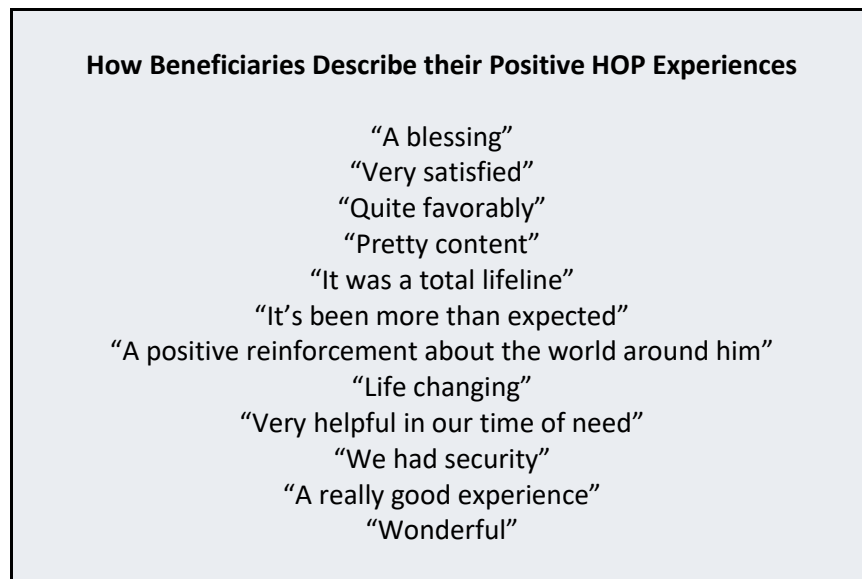 How Beneficiaries Describe their Positive HOP Experiences
“A blessing”
“Very satisfied”
“Quite favorably”
“Pretty content”
“It was a total lifeline”
“It’s been more than expected”
“A positive reinforcement about the world around him”
“Life changing”
“Very helpful in our time of need”
“We had security”
“A really good experience”
“Wonderful”